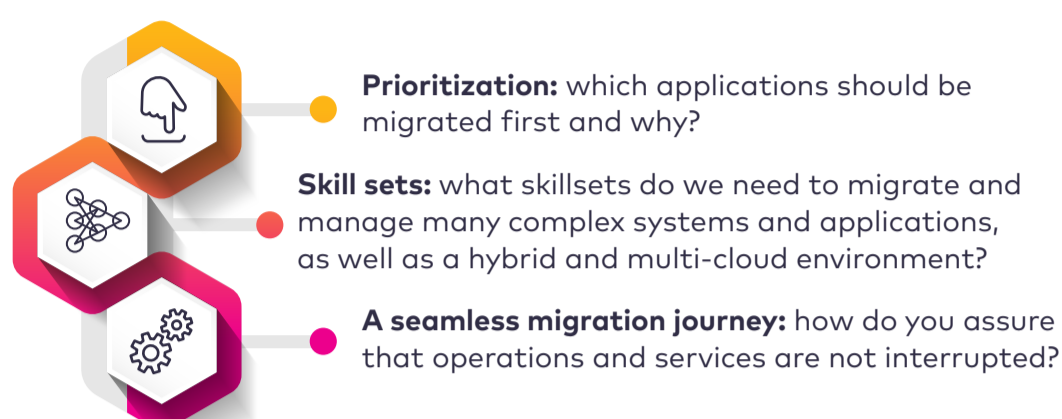 Prioritization: which applications should be
migrated first and why?
Skill sets: what skillsets do we need to migrate and
manage many complex systems and applications,
as well as a hybrid and multi-cloud environment?
A seamless migration journey: how do you assure
that operations and services are not interrupted?